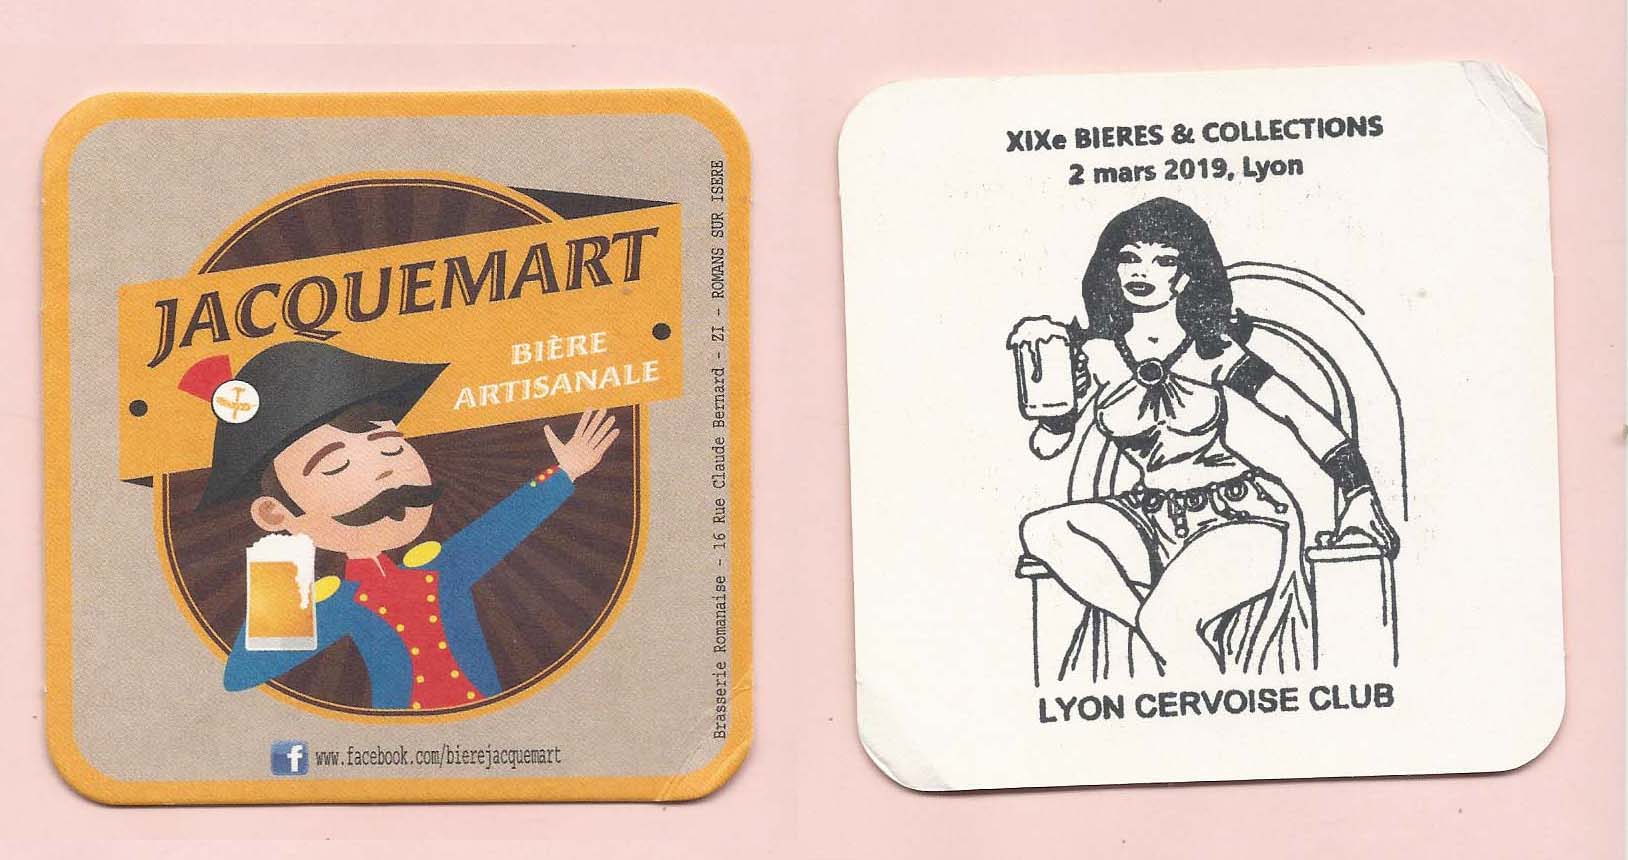 JACQUEMART
BIÈRE
ARTISANALE
Brasserie Romanaise - 16 Rue Claude Bernard - ZI - ROMANS SUR ISERE
f www.facebook.com/bierejacquemart
XIXe BIERES & COLLECTIONS
2 mars 2019, Lyon
LYON CERVOISE CLUB